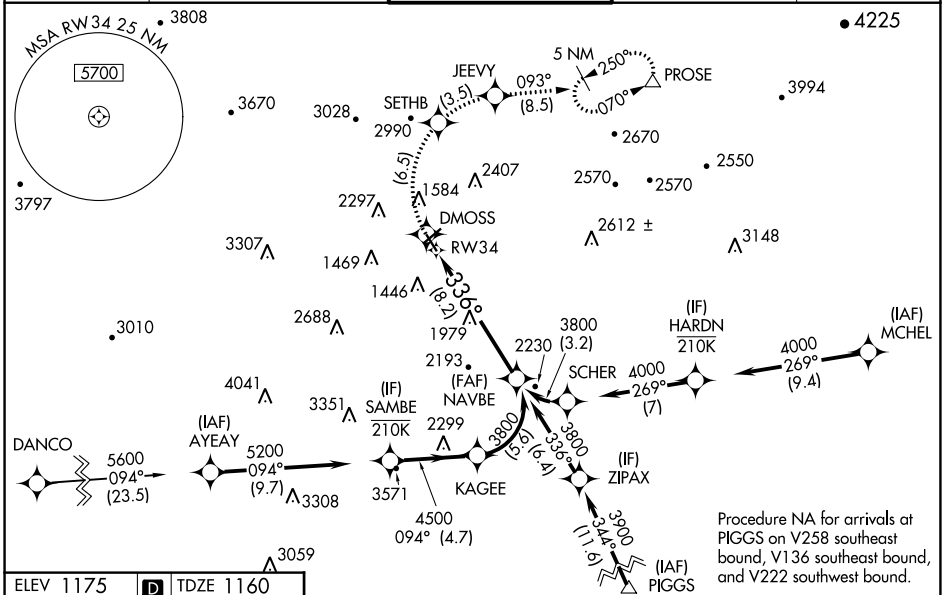 MSA RW34 25 NM
5700
3808
4225
5 NM
250°
070°
PROSE
JEEVY
093°
(8.5)
(3.5)
SETHB
3994
3670
3028
2990
2670
2550
2570
2570
3797
(6.5)
2407
1584
2297
DMOSS
RW34
2612 ±
3148
3307
1469
1446
336°
(8.2)
1979
2688
3010
(IF)
HARDN
210K
(IAF)
MCHEL
3800
(3.2)
2230
SCHER
4000
269°
(7)
4000
269°
(9.4)
2193
(FAF)
NAVBE
4041
3351
(IF)
SAMBE
210K
2299
(IAF)
AYEAY
DANCO
5600
094°
(23.5)
5200
094°
(9.7)
3308
3571
KAGEE
3800
(5.6)
4500
094° (4.7)
3800
336°
(6.4)
(IF)
ZIPAX
3900
344°
(11.6)
(IAF)
PIGGS
3059
Procedure NA for arrivals at
PIGGS on V258 southeast
bound, V136 southeast bound,
and V222 southwest bound.
ELEV 1175 D TDZE 1160